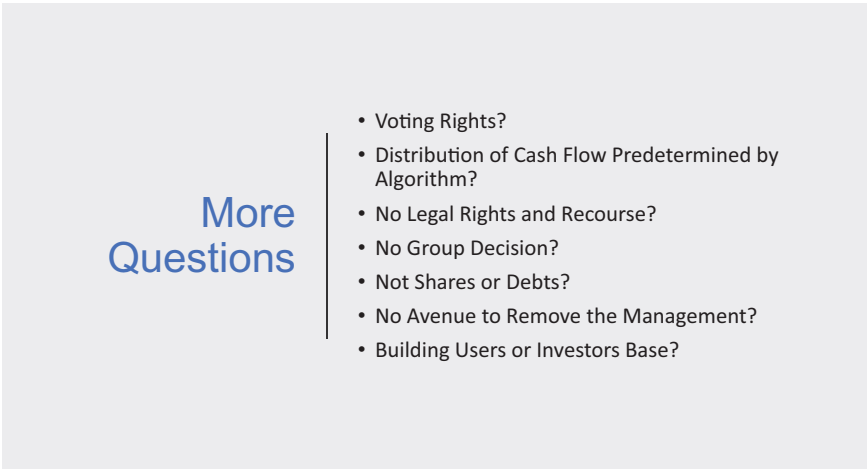 More
Questions
• Voting Rights?
• Distribution of Cash Flow Predetermined by
Algorithm?
• No Legal Rights and Recourse?
• No Group Decision?
• Not Shares or Debts?
• No Avenue to Remove the Management?
• Building Users or Investors Base?